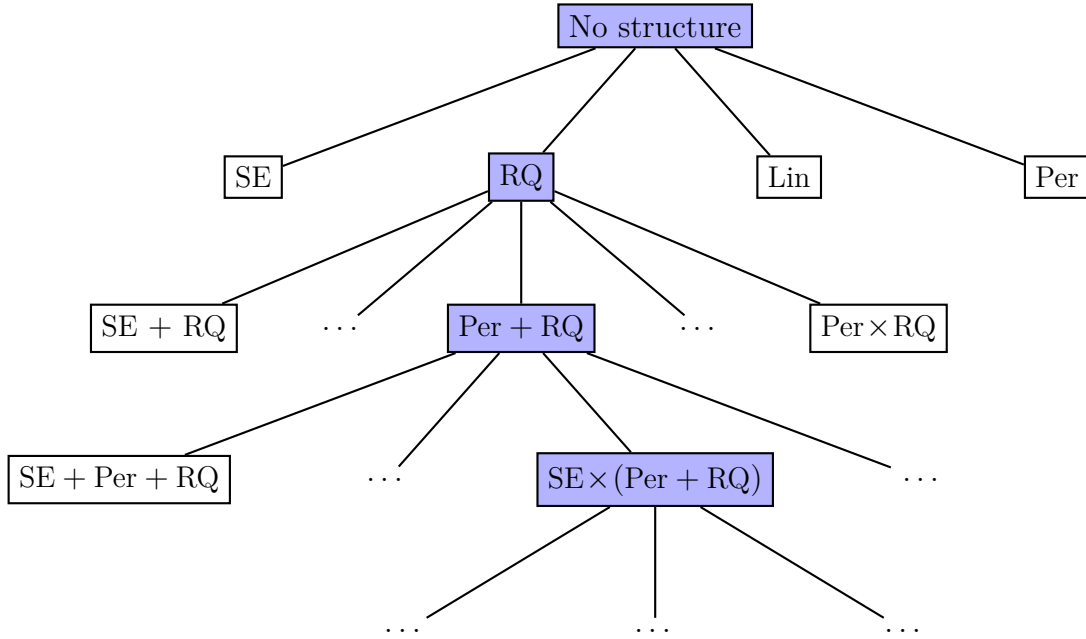 No structure
SE
RQ
Lin
Per
SE + RQ
...
Per + RQ
...
Per×RQ
SE + Per + RQ
...
SE×(Per + RQ)
...
...
...
...